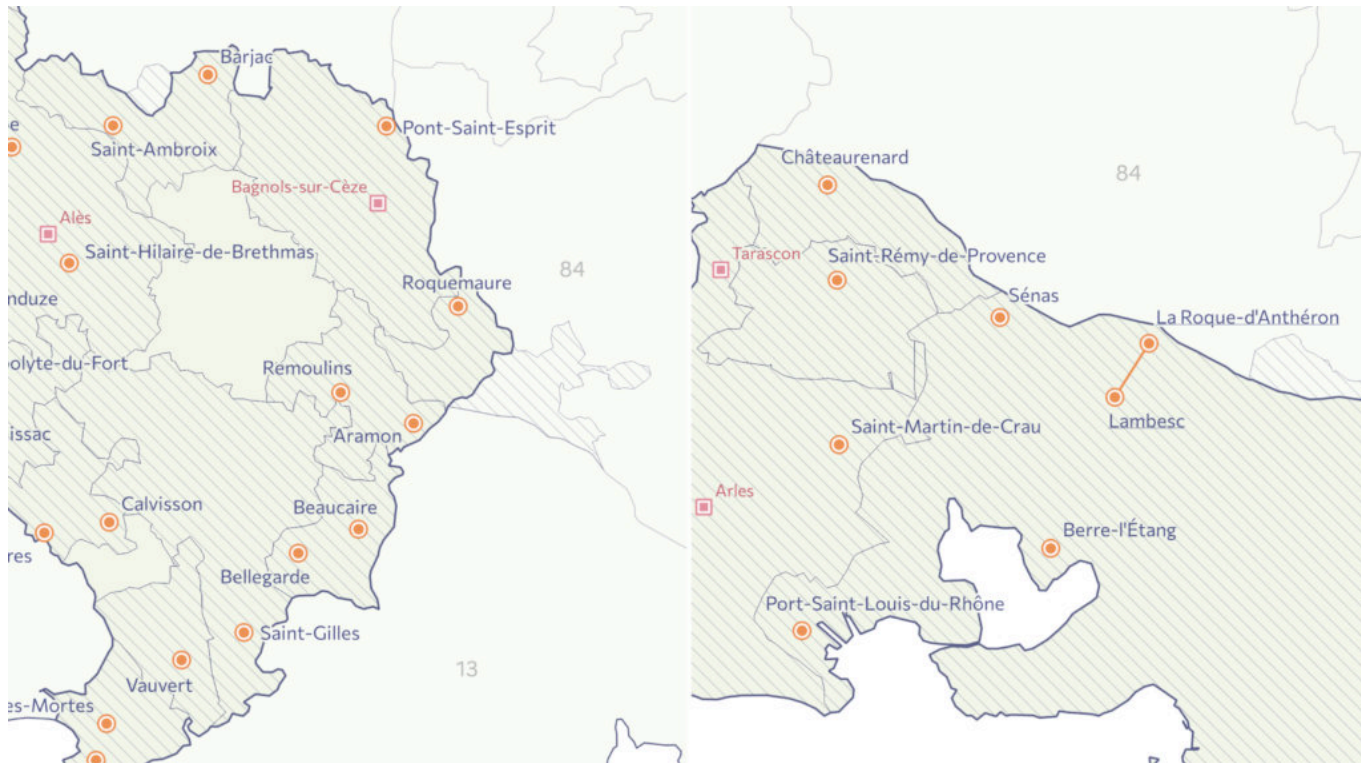 Barjac
Pont-Saint-Esprit
Saint-Ambroix
Bagnols-sur-Cèze
Alès
Saint-Hilaire-de-Brethmas
84
Roquemaure
nduze
olyte-du-Fort
Remoulins
Aramon
issac
Calvisson
Beaucaire
res
Bellegarde
Saint-Gilles
13
Vauvert
es-Mortes
Châteaurenard
84
Tarascon
Saint-Rémy-de-Provence
Sénas
La Roque-d'Anthéron
Saint-Martin-de-Crau
Lambesc
Arles
Berre-l'Étang
Port-Saint-Louis-du-Rhône